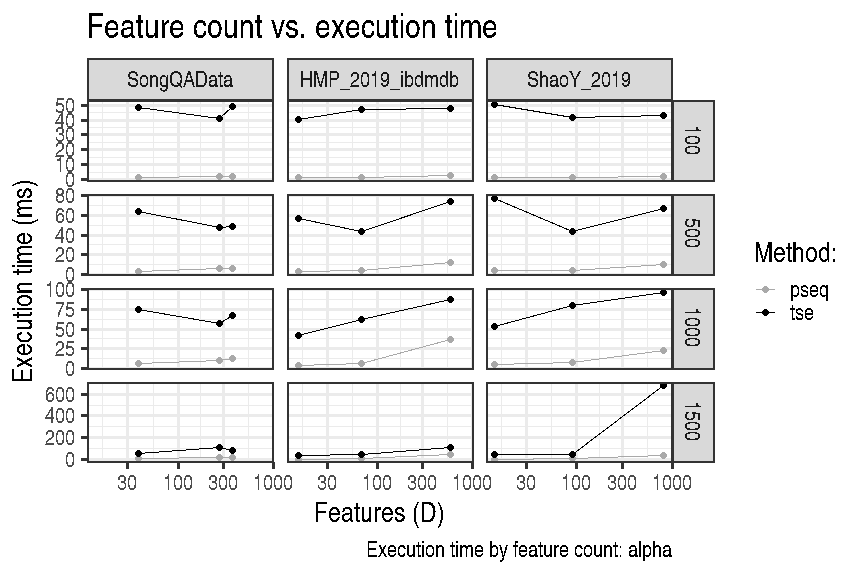 Feature count vs. execution time
SongQAData
HMP_2019_ibdmdb
ShaoY_2019
50
40
30
20
10
0
100
80
60
40
20
0
500
100
75
50
25
0
1000
600
400
200
0
1500
Execution time (ms)
30 100 300 1000
30 100 300
30 100 300 1000
Features (D)
Execution time by feature count: alpha
Method:
pseq
tse